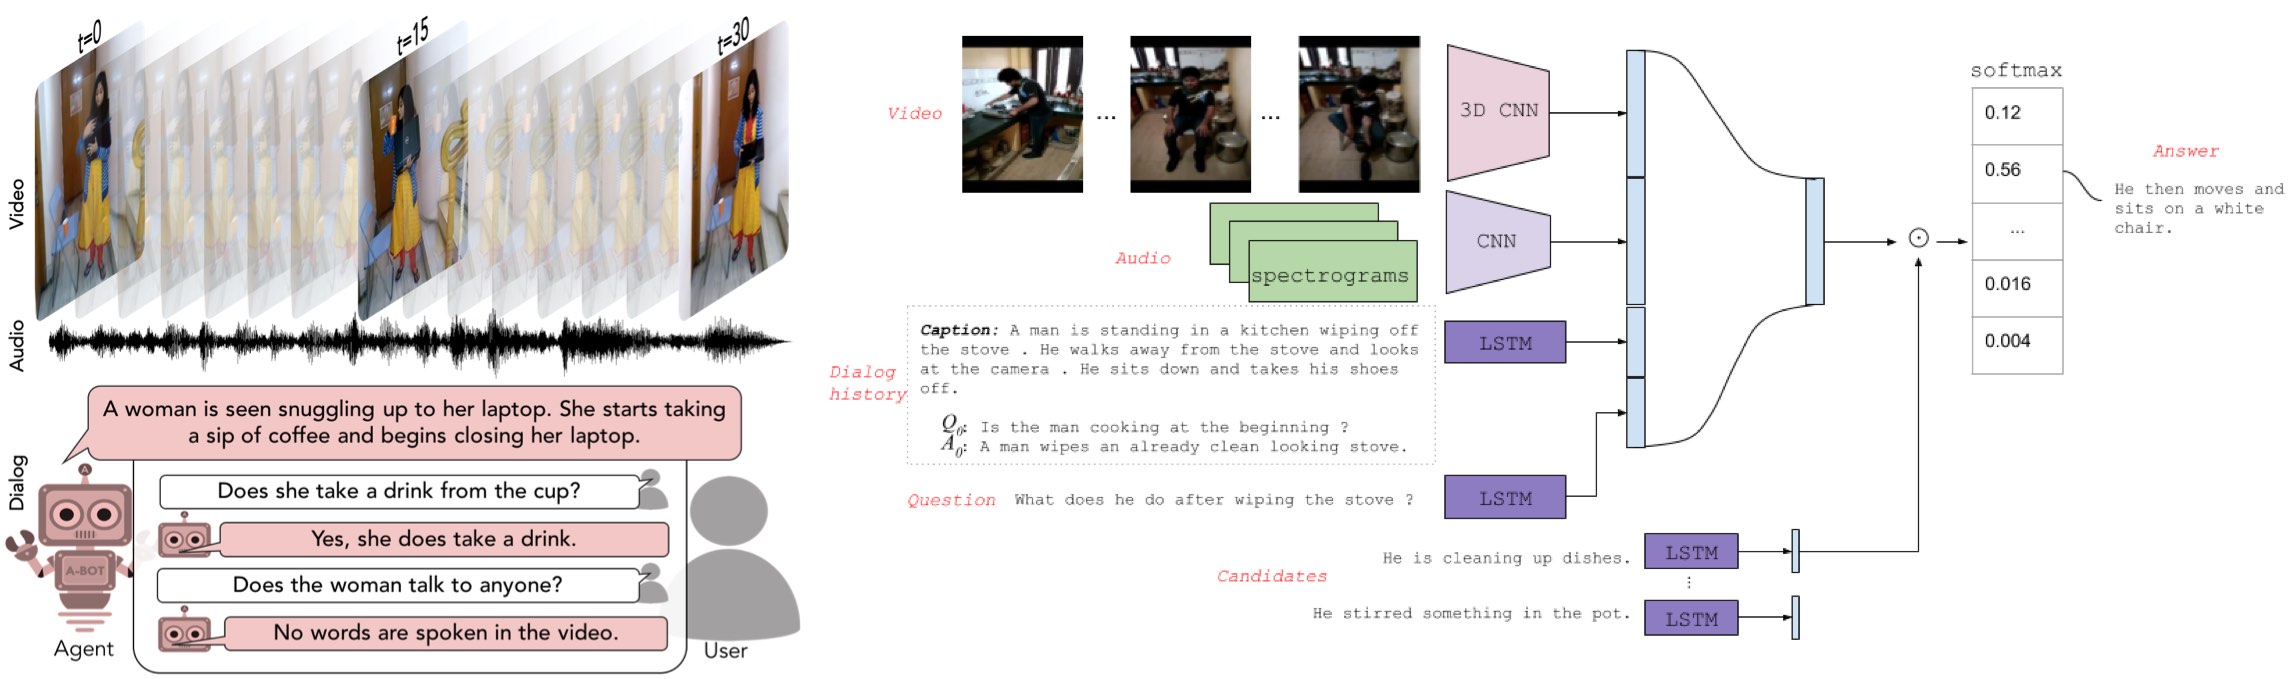 t=0
t=15
t=30
Video
Audio
Dialog
A woman is seen snuggling up to her laptop. She starts taking
a sip of coffee and begins closing her laptop.
Does she take a drink from the cup?
Yes, she does take a drink.
Does the woman talk to anyone?
No words are spoken in the video.
A
A-BOT
Agent
User
Video
...
...
3D CNN
Audio
spectrograms
CNN
Dialog
history
Caption: A man is standing in a kitchen wiping off
the stove . He walks away from the stove and looks
at the camera . He sits down and takes his shoes
off.
Q0: Is the man cooking at the beginning ?
A0: A man wipes an already clean looking stove.
LSTM
Question What does he do after wiping the stove ?
LSTM
Candidates
He is cleaning up dishes.
LSTM
⋮
He stirred something in the pot.
LSTM
softmax
0.12
0.56
...
0.016
0.004
Answer
He then moves and
sits on a white
chair.